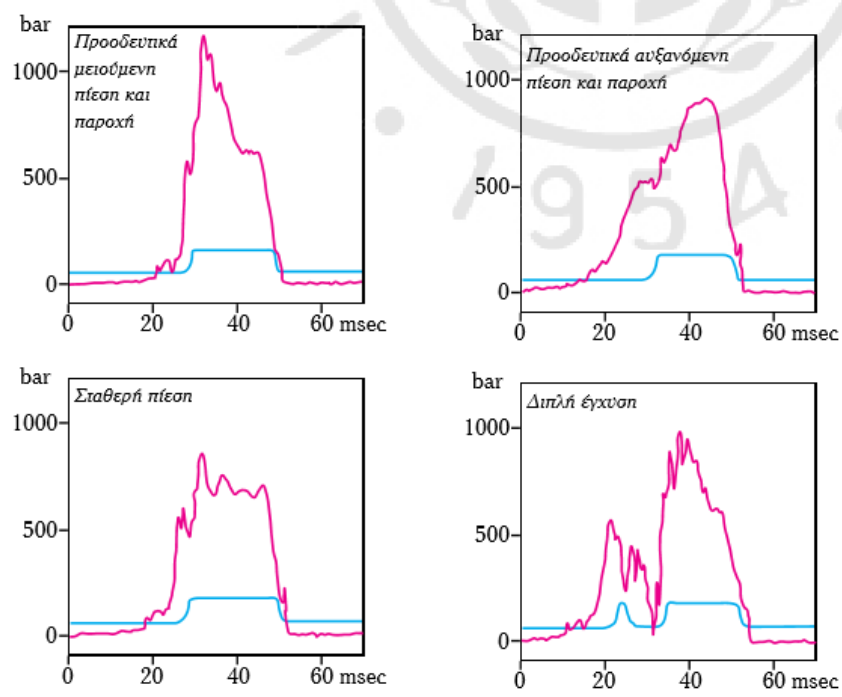 bar
Προοδευτικά
μειούμενη
πίεση και
παροχή
1000
500
0
0 20 40 60 msec
bar
Προοδευτικά αυξανόμενη
πίεση και παροχή
1000
500
0
0 20 40 60 msec
bar
Σταθερή πίεση
1000
500
0
0 20 40 60 msec
bar
Διπλή έγχυση
1000
500
0
0 20 40 60 msec
1954